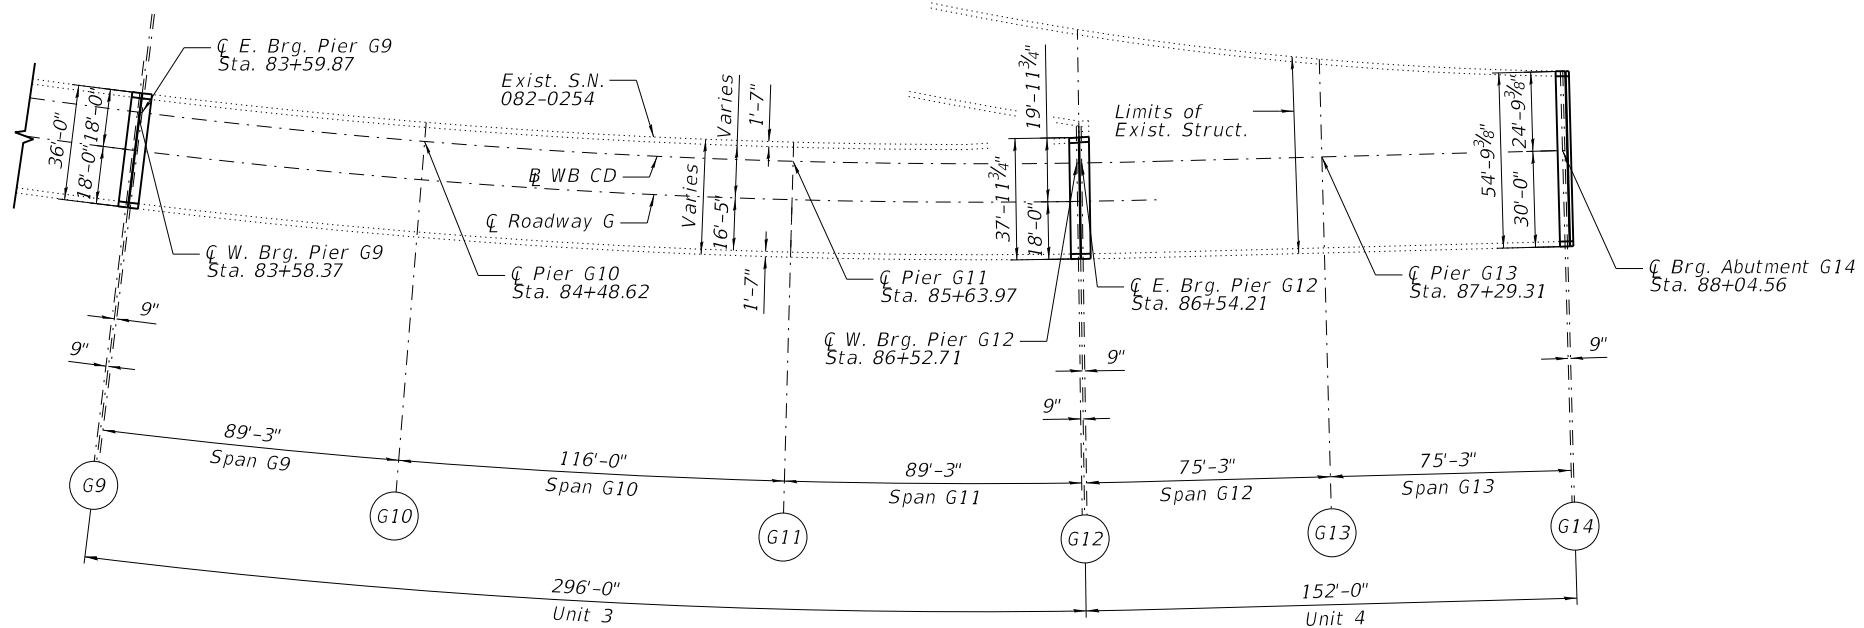 ℄ E. Brg. Pier G9
Sta. 83+59.87
Exist. S.N.
082-0254
Varies
1'-7"
19'-11¾"
Limits of
Exist. Struct.
24'-9⅜"
54'-9⅜"
30'-0"
36'-0"
18'-0"
18'-0"
℄ WB CD
Varies
16'-5"
℄ Roadway G
37'-11¾"
18'-0"
1'-7"
℄ W. Brg. Pier G9
Sta. 83+58.37
℄ Pier G10
Sta. 84+48.62
℄ Pier G11
Sta. 85+63.97
℄ E. Brg. Pier G12
Sta. 86+54.21
℄ Pier G13
Sta. 87+29.31
℄ Brg. Abutment G14
Sta. 88+04.56
℄ W. Brg. Pier G12
Sta. 86+52.71
9"
9"
9"
9"
9"
89'-3"
Span G9
116'-0"
Span G10
89'-3"
Span G11
75'-3"
Span G12
75'-3"
Span G13
G9
G10
G11
G12
G13
G14
296'-0"
Unit 3
152'-0"
Unit 4